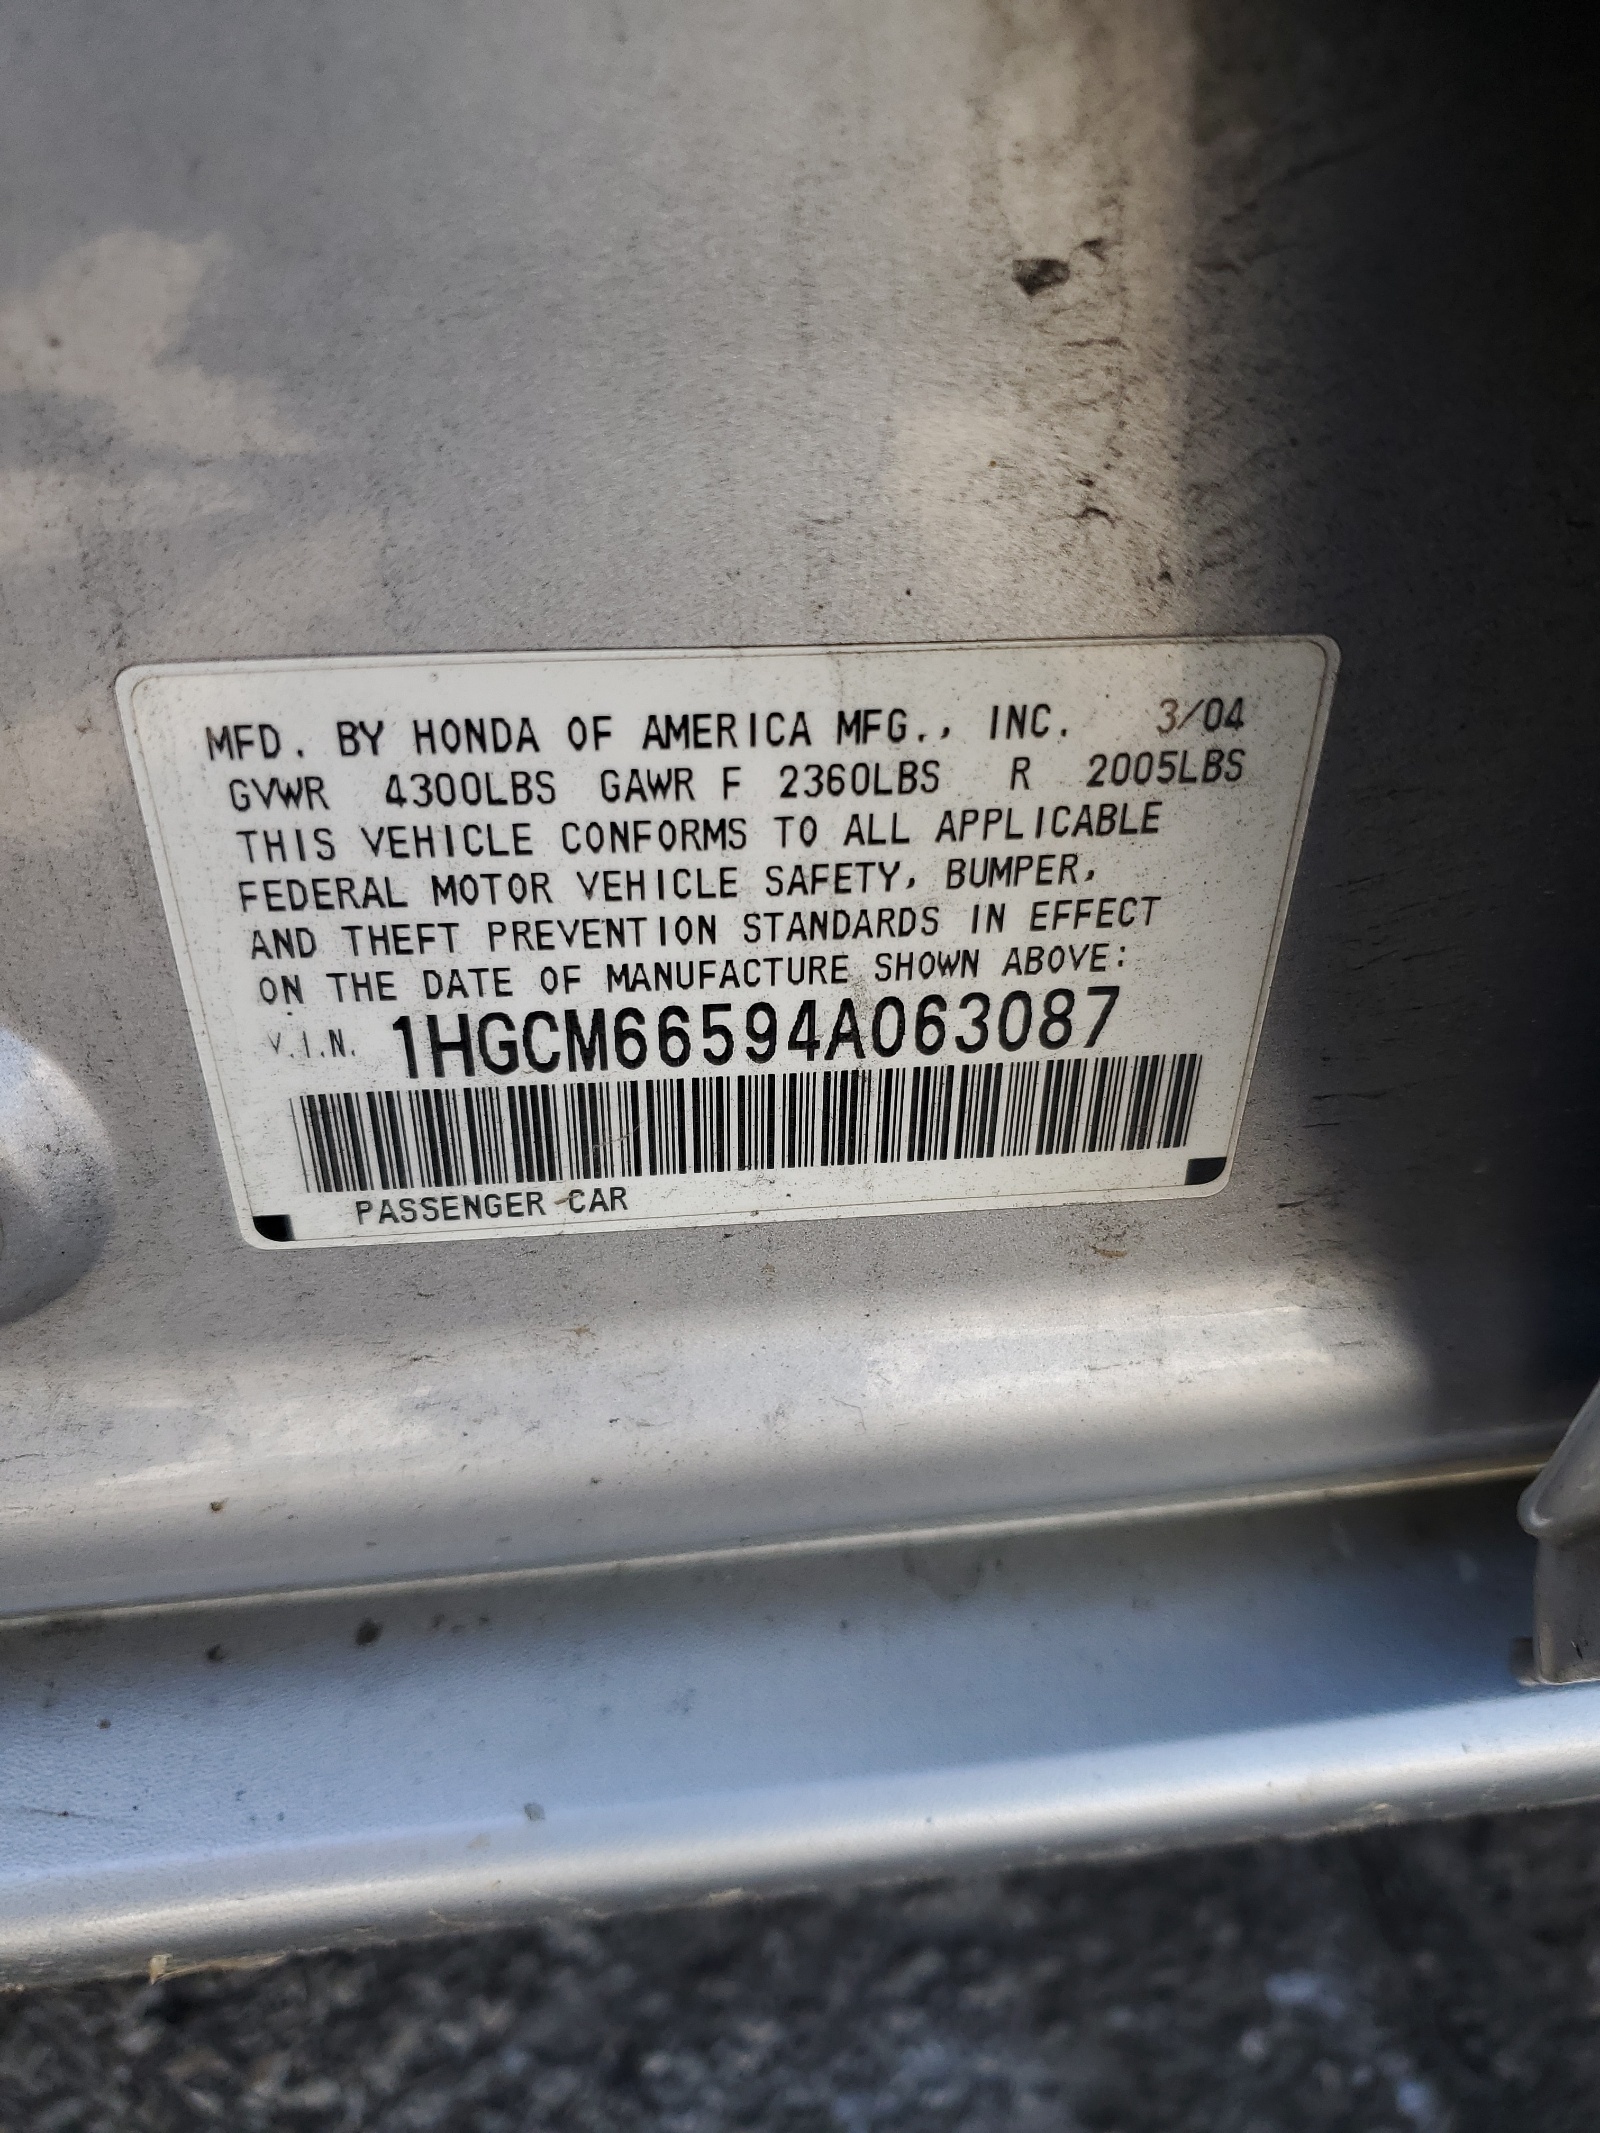 MFD. BY HONDA OF AMERICA MFG., INC. 3/04
GVWR 4300LBS GAWR F 2360LBS R 2005LBS
THIS VEHICLE CONFORMS TO ALL APPLICABLE
FEDERAL MOTOR VEHICLE SAFETY, BUMPER,
AND THEFT PREVENTION STANDARDS IN EFFECT
ON THE DATE OF MANUFACTURE SHOWN ABOVE:
V.I.N. 1HGCM66594A063087
PASSENGER CAR